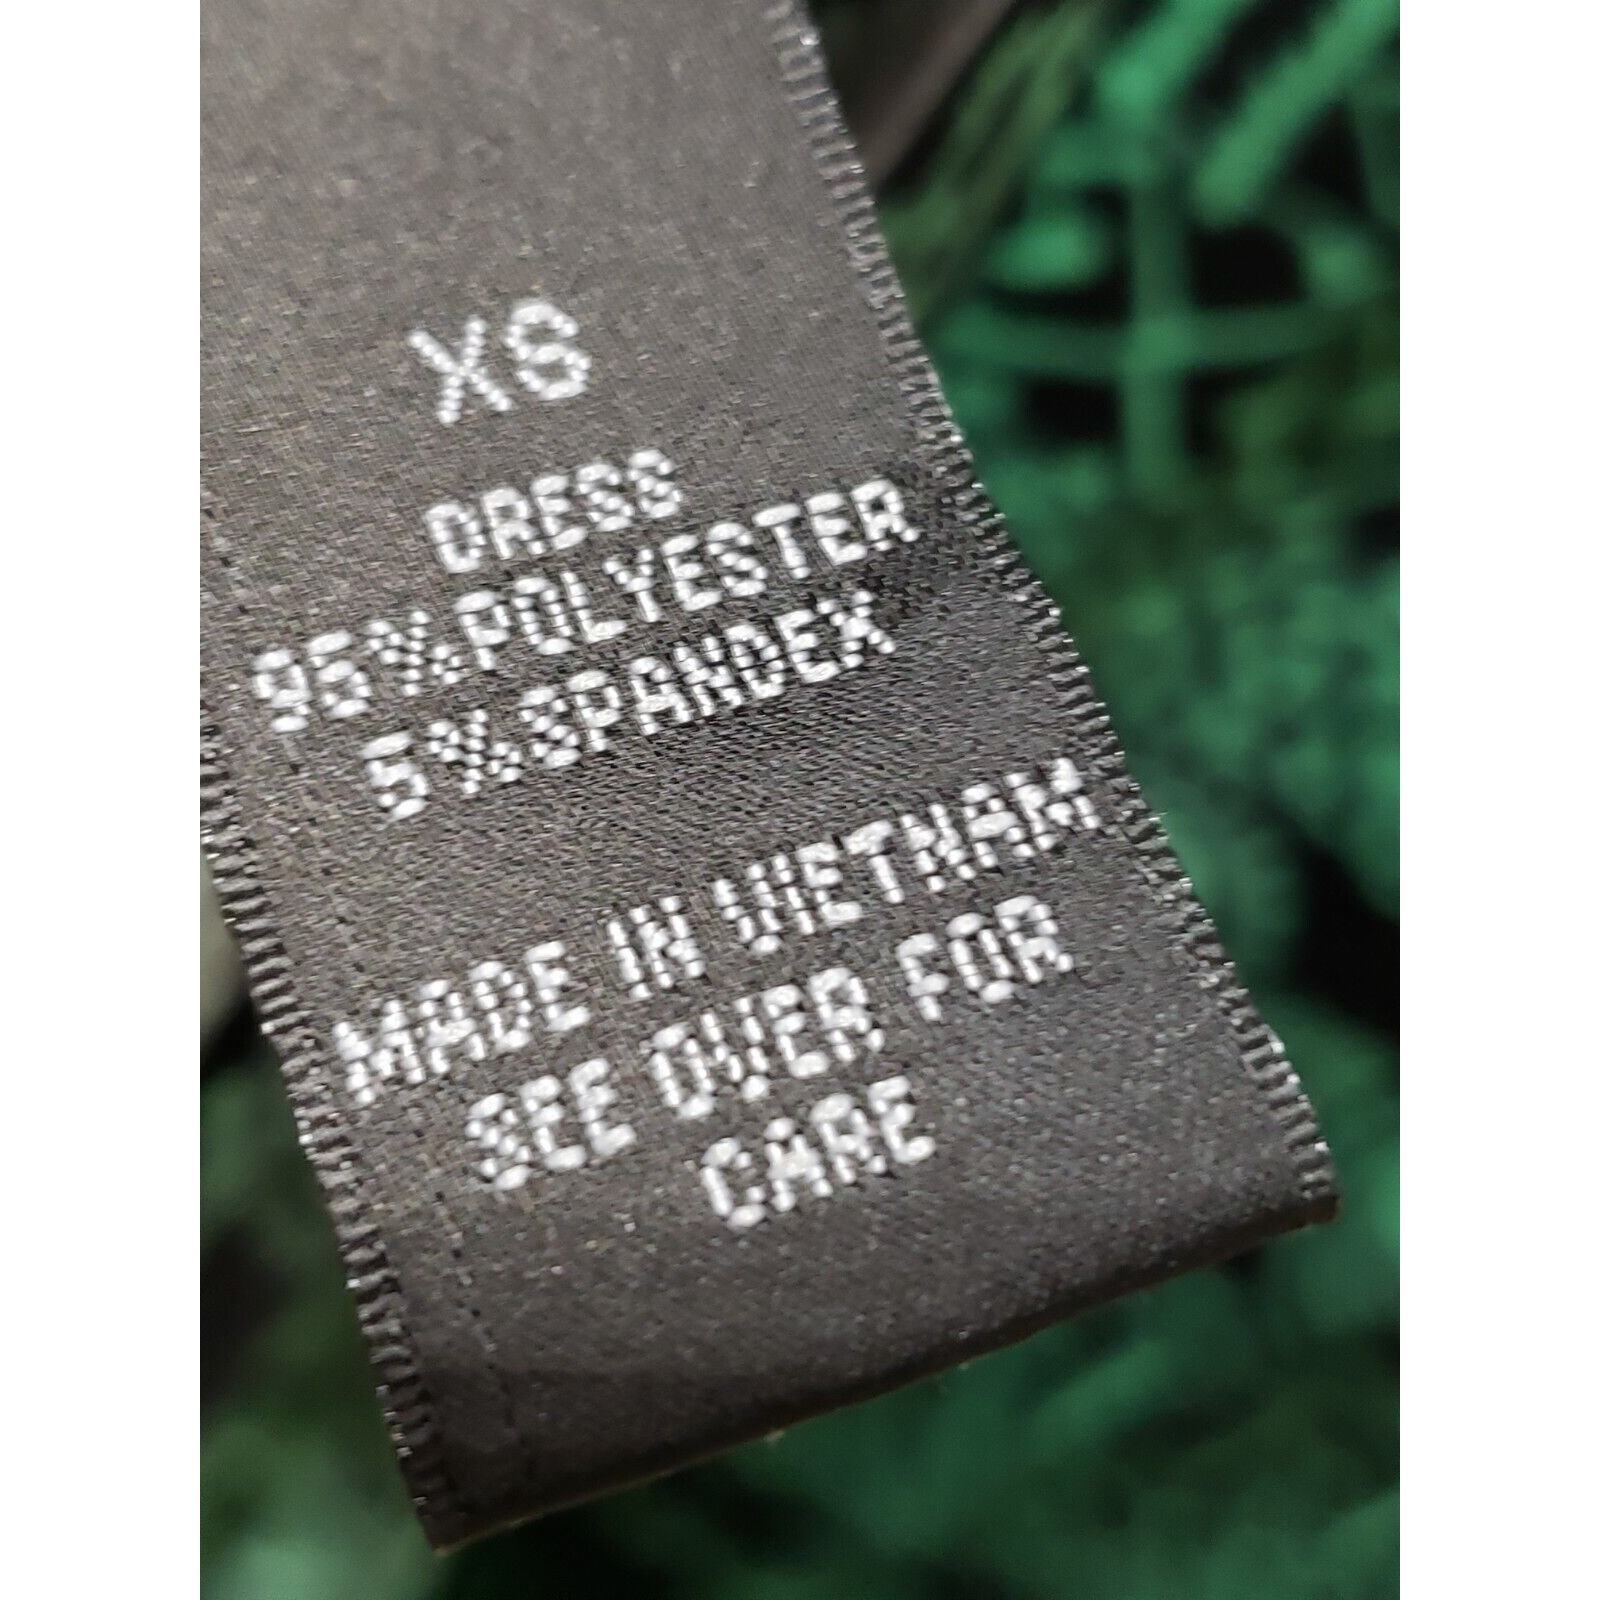 XS
DRESS
95%POLYESTER
5%SPANDEX
MADE IN VIETNAM
SEE OVER FOR
CARE